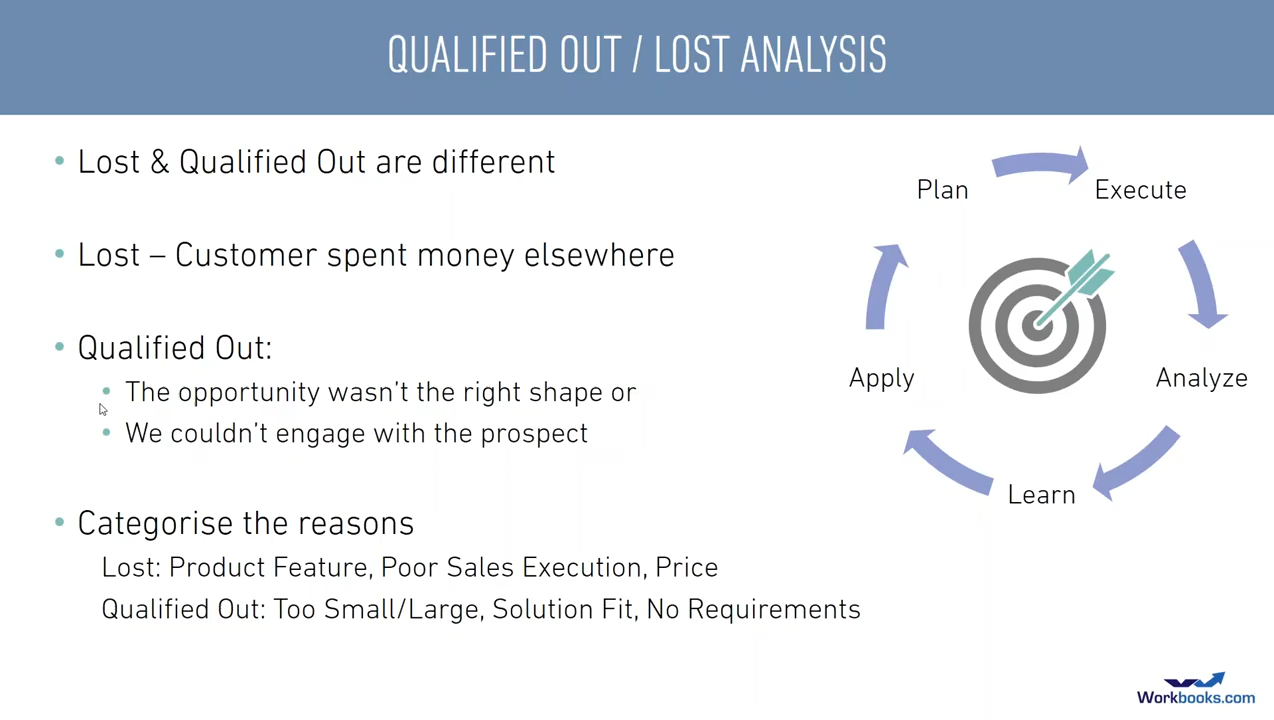 QUALIFIED OUT / LOST ANALYSIS
• Lost & Qualified Out are different
• Lost – Customer spent money elsewhere
• Qualified Out:
• The opportunity wasn't the right shape or
• We couldn't engage with the prospect
• Categorise the reasons
Lost: Product Feature, Poor Sales Execution, Price
Qualified Out: Too Small/Large, Solution Fit, No Requirements
Plan
Execute
Analyze
Learn
Apply
Workbooks.com